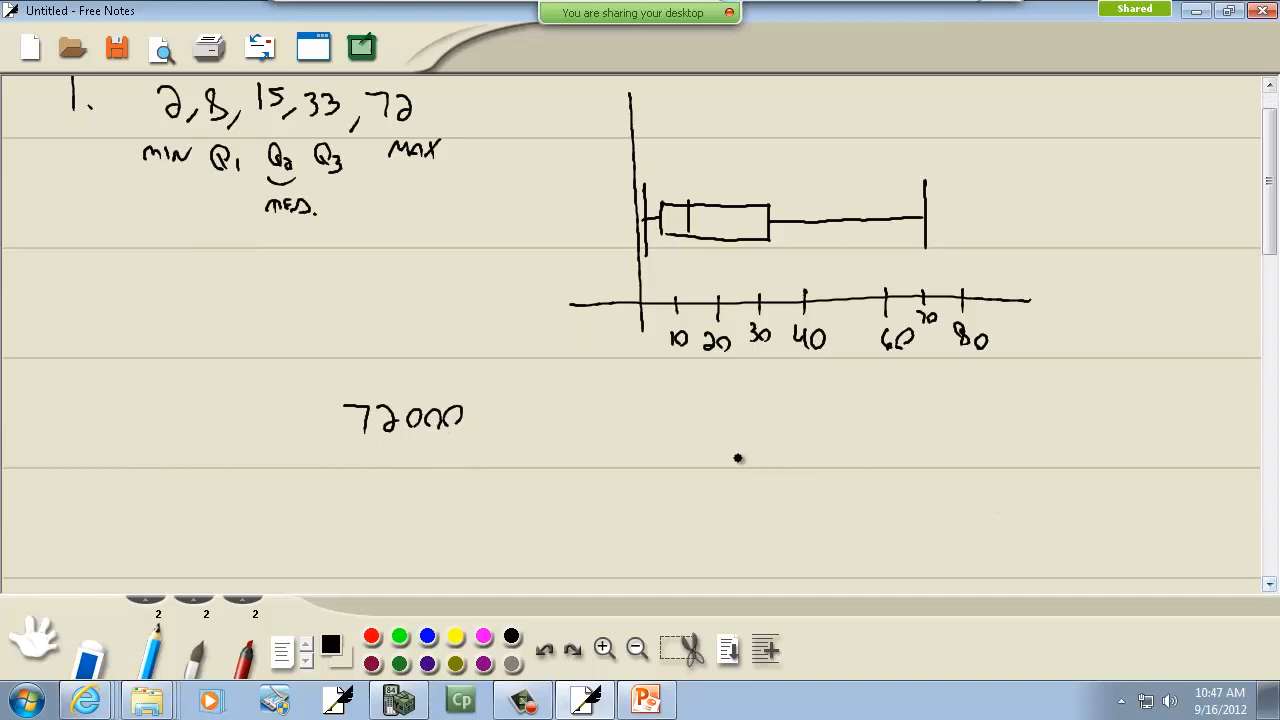 Untitled - Free Notes
You are sharing your desktop
Shared
1. 2, 8, 15, 33, 72
MIN Q1 Q2 Q3 MAX
MED.
10 20 30 40 60 70 80
72000
2 2 2
84
Cp
10:47 AM
9/16/2012